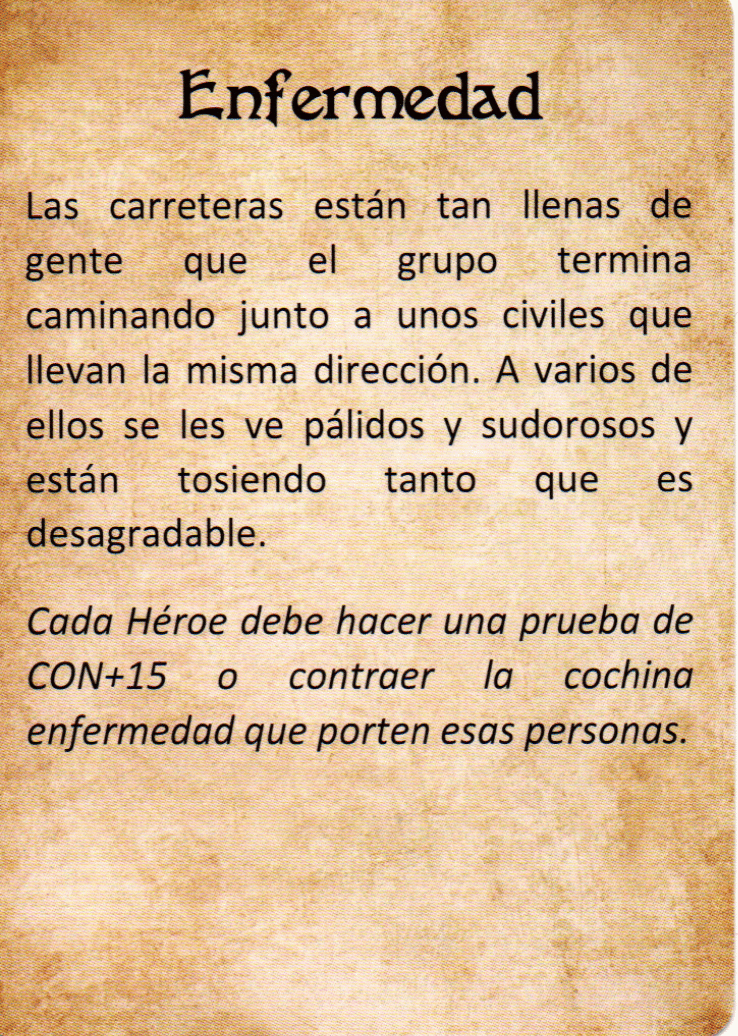 Enfermedad
Las carreteras están tan llenas de
gente que el grupo termina
caminando junto a unos civiles que
llevan la misma dirección. A varios de
ellos se les ve pálidos y sudorosos y
están tosiendo tanto que es
desagradable.
Cada Héroe debe hacer una prueba de
CON+15 o contraer la cochina
enfermedad que porten esas personas.